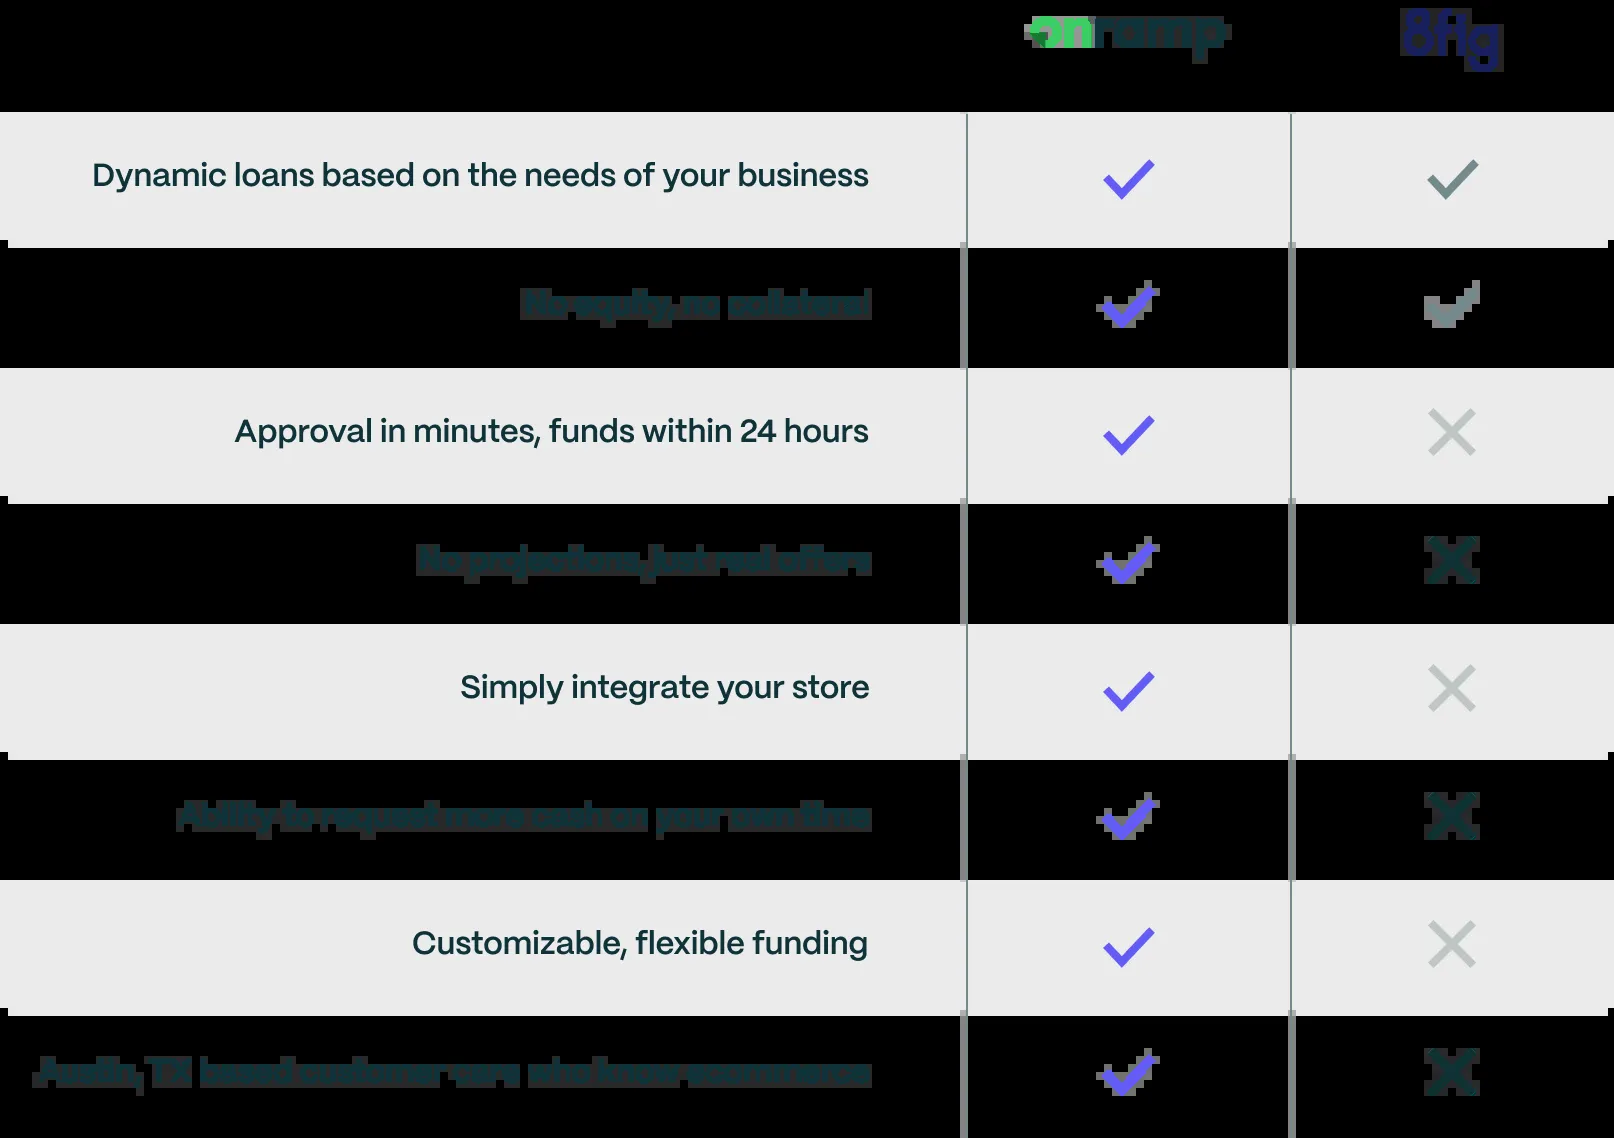 onramp 8fig
Dynamic loans based on the needs of your business
No equity, no collateral
Approval in minutes, funds within 24 hours
No projections, just real offers
Simply integrate your store
Ability to request more cash on your own time
Customizable, flexible funding
Austin, TX based customer care who know ecommerce